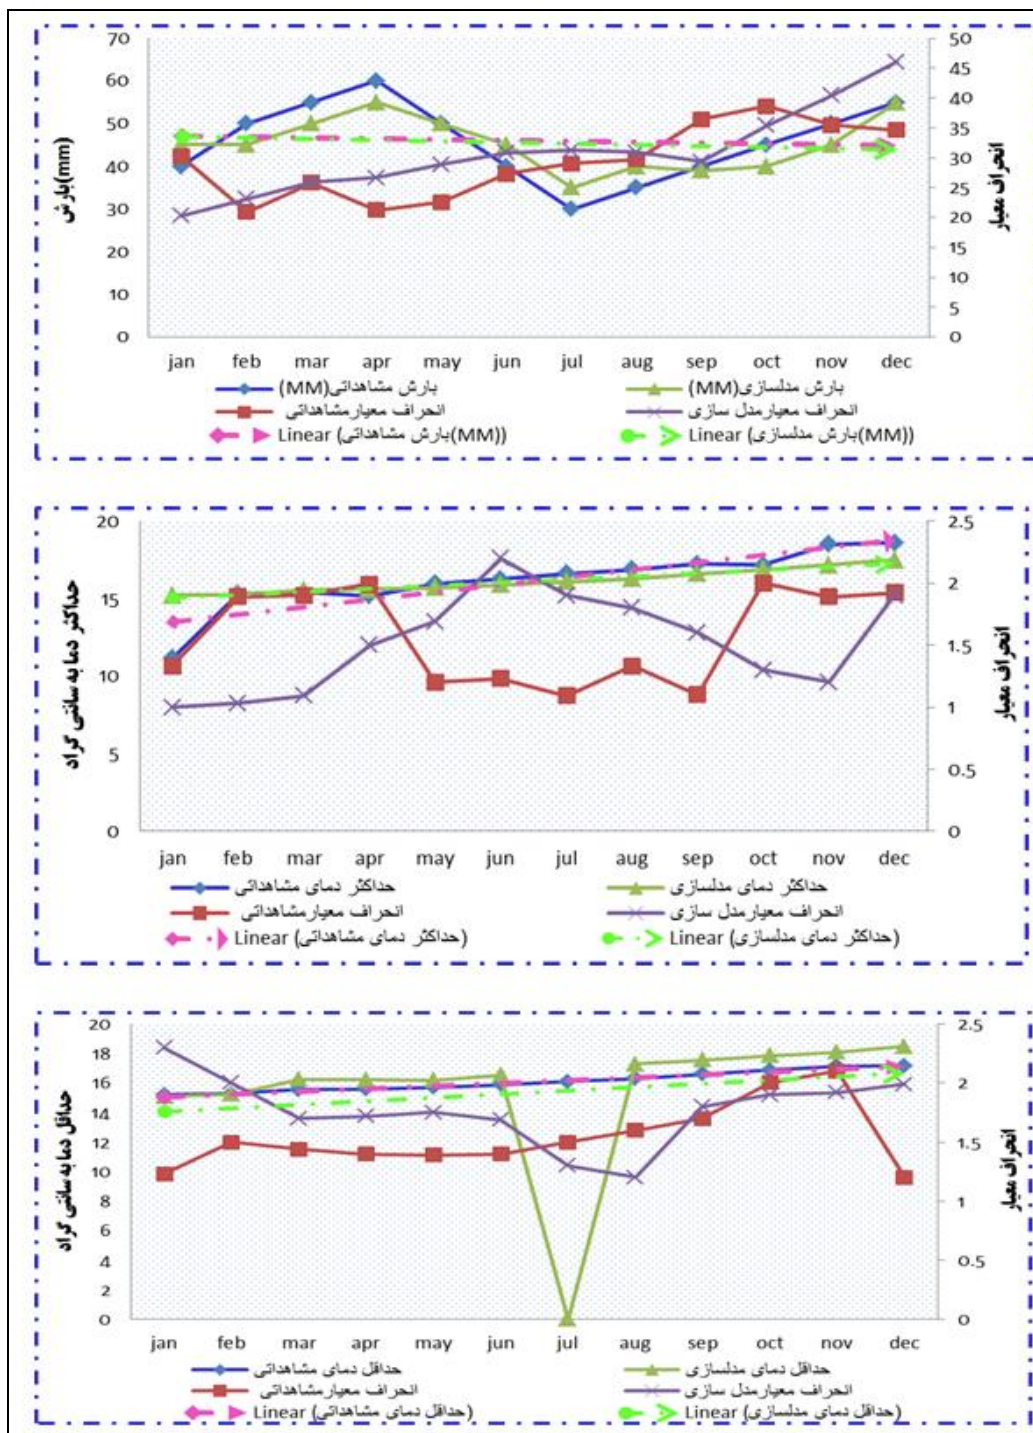 بارش(mm)
70
60
50
40
30
20
10
0
50
45
40
35
30
25
20
15
10
5
0
انحراف معیار
jan feb mar apr may jun jul aug sep oct nov dec
بارش مشاهداتی(MM) بارش مدلسازی(MM)
انحراف معیارمشاهداتی انحراف معیارمدل سازی
Linear (بارش مشاهداتی(MM)) Linear (بارش مدلسازی(MM))
حداکثر دما به سانتی گراد
20
15
10
5
0
2.5
2
1.5
1
0.5
0
انحراف معیار
jan feb mar apr may jun jul aug sep oct nov dec
حداکثر دمای مشاهداتی حداکثر دمای مدلسازی
انحراف معیارمشاهداتی انحراف معیارمدل سازی
Linear (حداکثر دمای مشاهداتی) Linear (حداکثر دمای مدلسازی)
حداقل دما به سانتی گراد
20
18
16
14
12
10
8
6
4
2
0
2.5
2
1.5
1
0.5
0
انحراف معیار
jan feb mar apr may jun jul aug sep oct nov dec
حداقل دمای مشاهداتی حداقل دمای مدلسازی
انحراف معیارمشاهداتی انحراف معیارمدل سازی
Linear (حداقل دمای مشاهداتی) Linear (حداقل دمای مدلسازی)